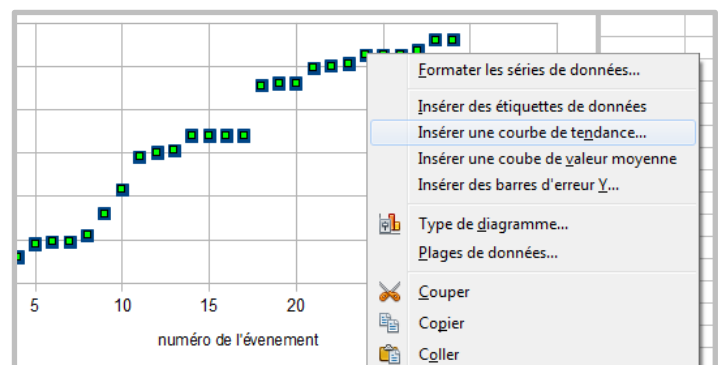 Formater les séries de données...
Insérer des étiquettes de données
Insérer une courbe de tendance...
Insérer une coube de valeur moyenne
Insérer des barres d'erreur Y...
Type de diagramme...
Plages de données...
Couper
Copier
Coller
5 10 15 20
numéro de l'évenement